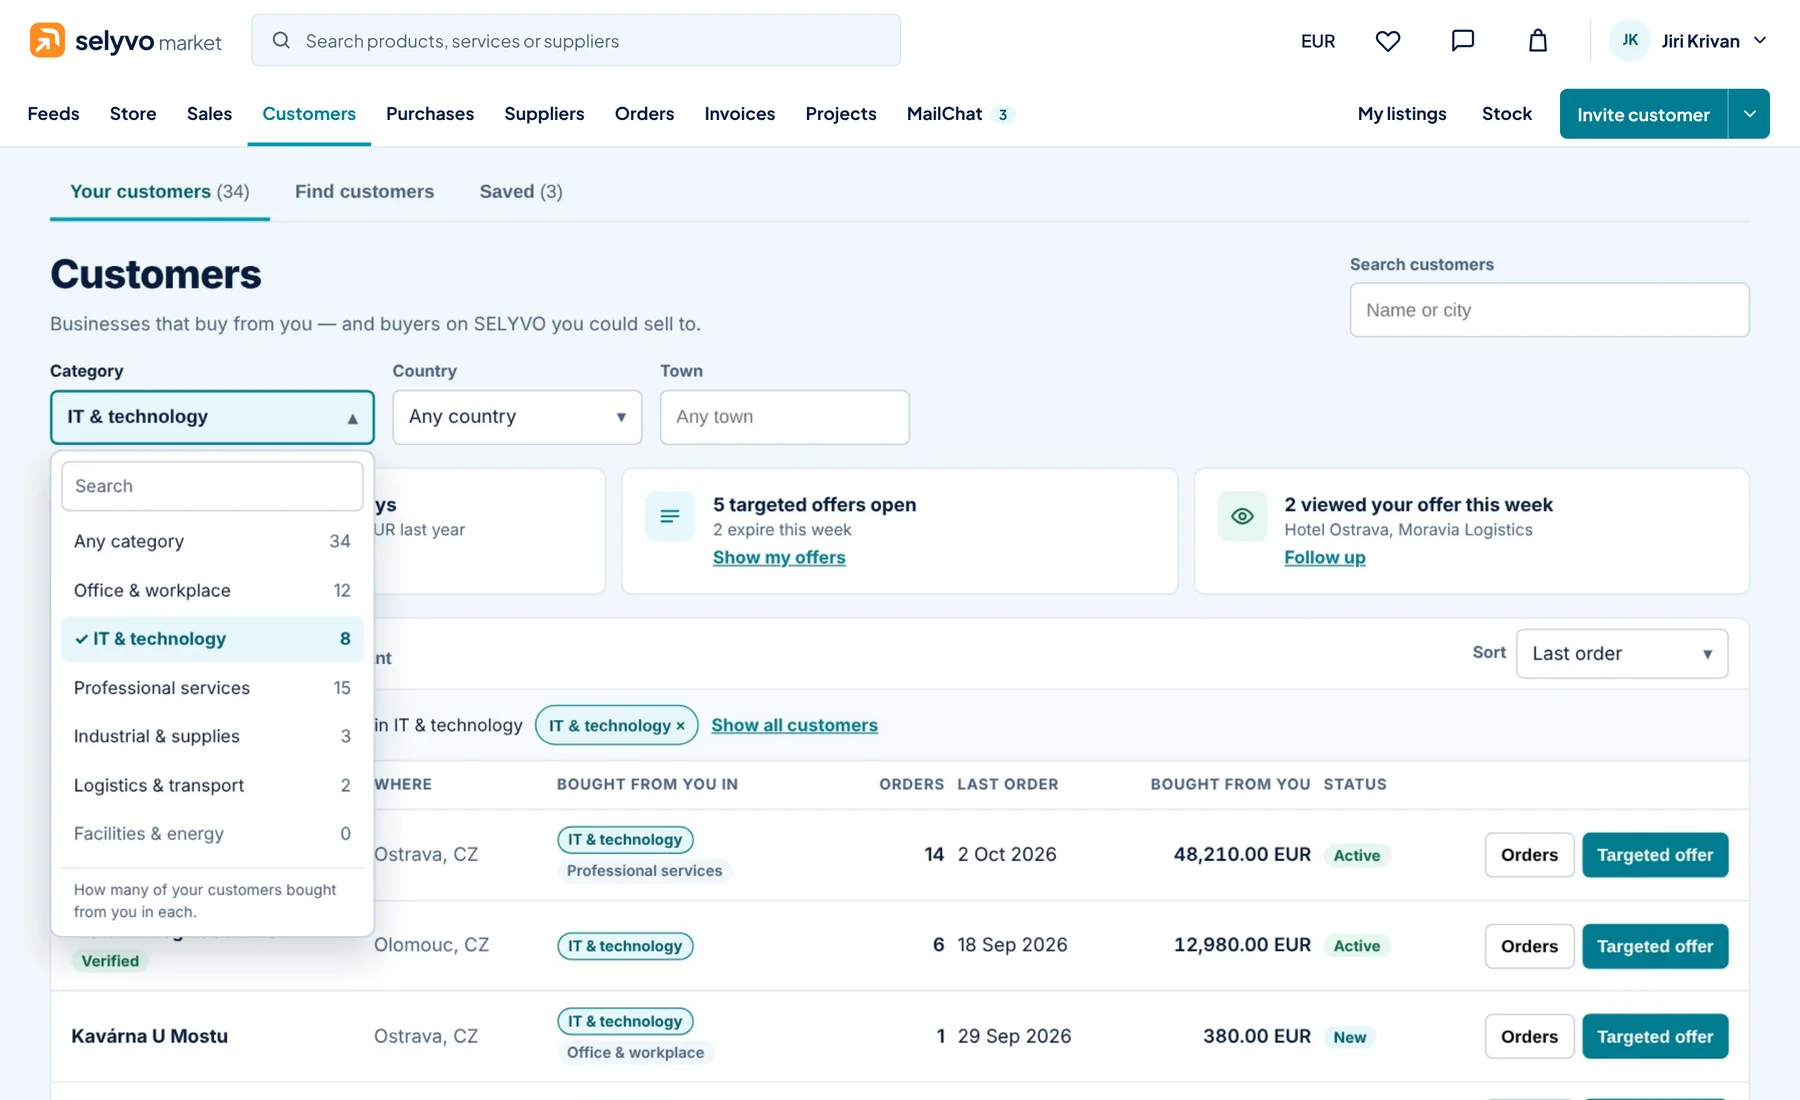 selyvo market
Search products, services or suppliers
EUR
JK
Jiri Krivan
Feeds
Store
Sales
Customers
Purchases
Suppliers
Orders
Invoices
Projects
MailChat 3
My listings
Stock
Invite customer
Your customers (34)
Find customers
Saved (3)
Customers
Businesses that buy from you — and buyers on SELYVO you could sell to.
Search customers
Name or city
Category
Country
Town
IT & technology
Any country
Any town
Search
Any category 34
Office & workplace 12
✓ IT & technology 8
Professional services 15
Industrial & supplies 3
Logistics & transport 2
Facilities & energy 0
How many of your customers bought
from you in each.
last year
5 targeted offers open
2 expire this week
Show my offers
2 viewed your offer this week
Hotel Ostrava, Moravia Logistics
Follow up
Sort
Last order
in IT & technology
IT & technology ×
Show all customers
WHERE BOUGHT FROM YOU IN ORDERS LAST ORDER BOUGHT FROM YOU STATUS
Ostrava, CZ
IT & technology
Professional services
14 2 Oct 2026 48,210.00 EUR Active Orders Targeted offer
Verified
Olomouc, CZ IT & technology 6 18 Sep 2026 12,980.00 EUR Active Orders Targeted offer
Kavárna U Mostu Ostrava, CZ
IT & technology
Office & workplace
1 29 Sep 2026 380.00 EUR New Orders Targeted offer